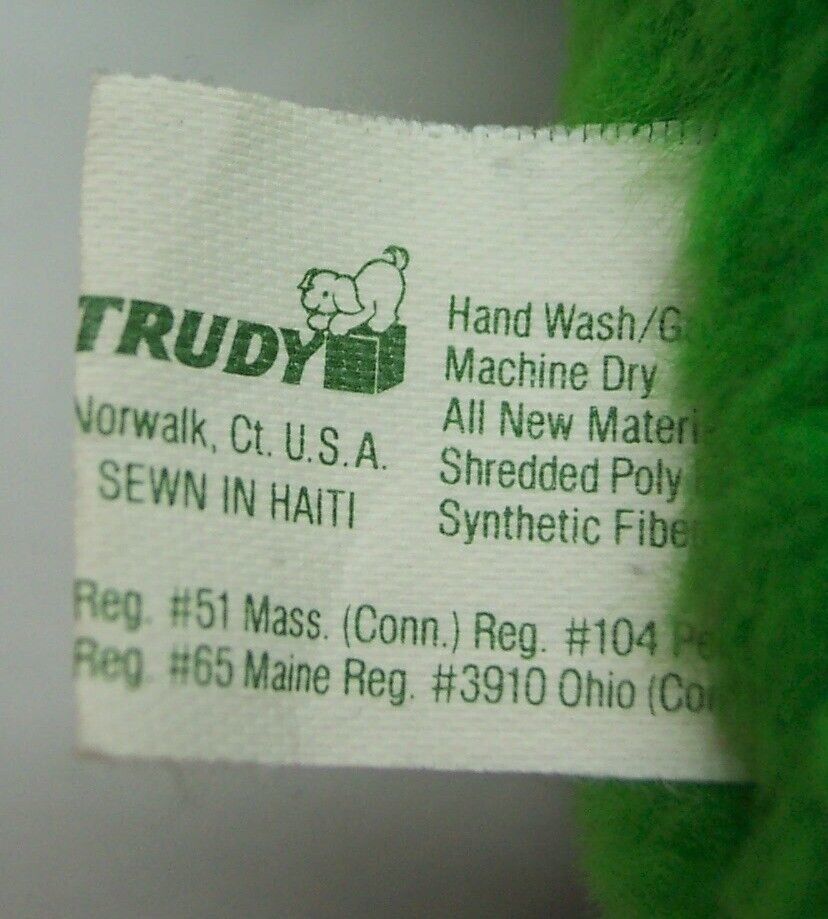 TRUDY
Norwalk, Ct. U.S.A.
SEWN IN HAITI
Hand Wash/
Machine Dry
All New
Shredded Poly
Synthetic
Reg. #51 Mass. (Conn.) Reg. #104
Reg. #65 Maine Reg. #3910 Ohio